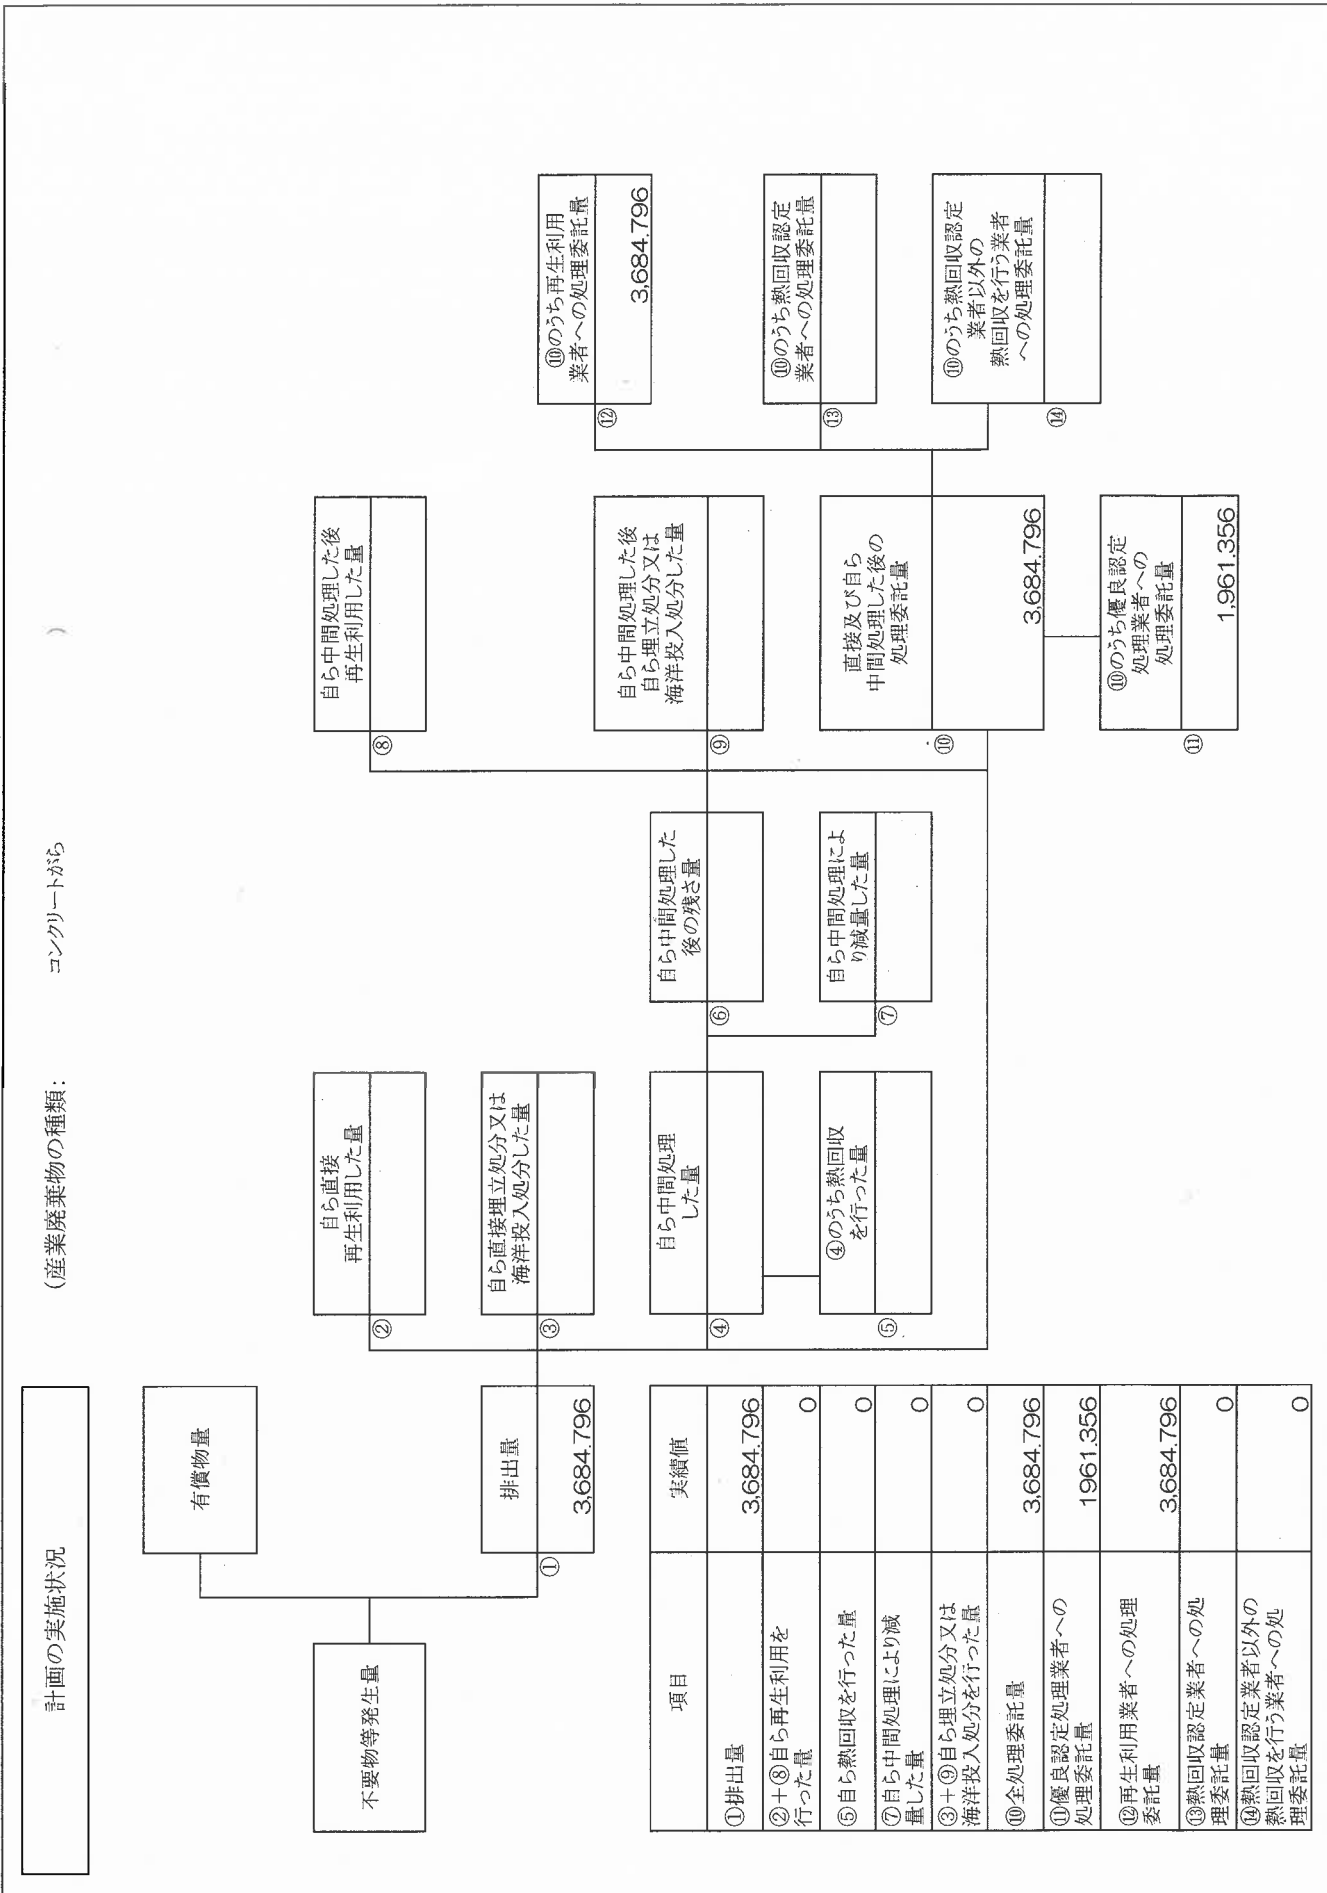 計画の実施状況
(産業廃棄物の種類:
コンクリートがら
)
不要物等発生量
有償物量
①
排出量
3,684.796
②
自ら直接
再生利用した量
③
自ら直接埋立処分又は
海洋投入処分した量
④
自ら中間処理
した量
⑤
④のうち熱回収
を行った量
⑥
自ら中間処理した
後の残さ量
⑦
自ら中間処理によ
り減量した量
⑧
自ら中間処理した後
再生利用した量
⑨
自ら中間処理した後
自ら埋立処分又は
海洋投入処分した量
⑩
直接及び自ら
中間処理した後の
処理委託量
3,684.796
⑪
⑩のうち優良認定
処理業者への
処理委託量
1,961.356
⑫
⑩のうち再生利用
業者への処理委託量
3,684.796
⑬
⑩のうち熱回収認定
業者への処理委託量
⑭
⑩のうち熱回収認定
業者以外の
熱回収を行う業者
への処理委託量
項目 実績値
①排出量 3,684.796
②+⑧自ら再生利用を
行った量 0
⑤自ら熱回収を行った量 0
⑦自ら中間処理により減
量した量 0
③+⑨自ら埋立処分又は
海洋投入処分を行った量 0
⑩全処理委託量 3,684.796
⑪優良認定処理業者への
処理委託量 1961.356
⑫再生利用業者への処理
委託量 3,684.796
⑬熱回収認定業者への処
理委託量 0
⑭熱回収認定業者以外の
熱回収を行う業者への処
理委託量 0